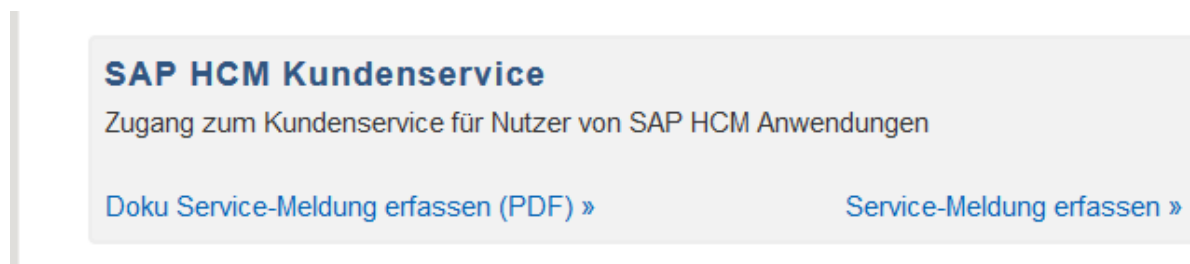 SAP HCM Kundenservice
Zugang zum Kundenservice für Nutzer von SAP HCM Anwendungen
Doku Service-Meldung erfassen (PDF) » Service-Meldung erfassen »